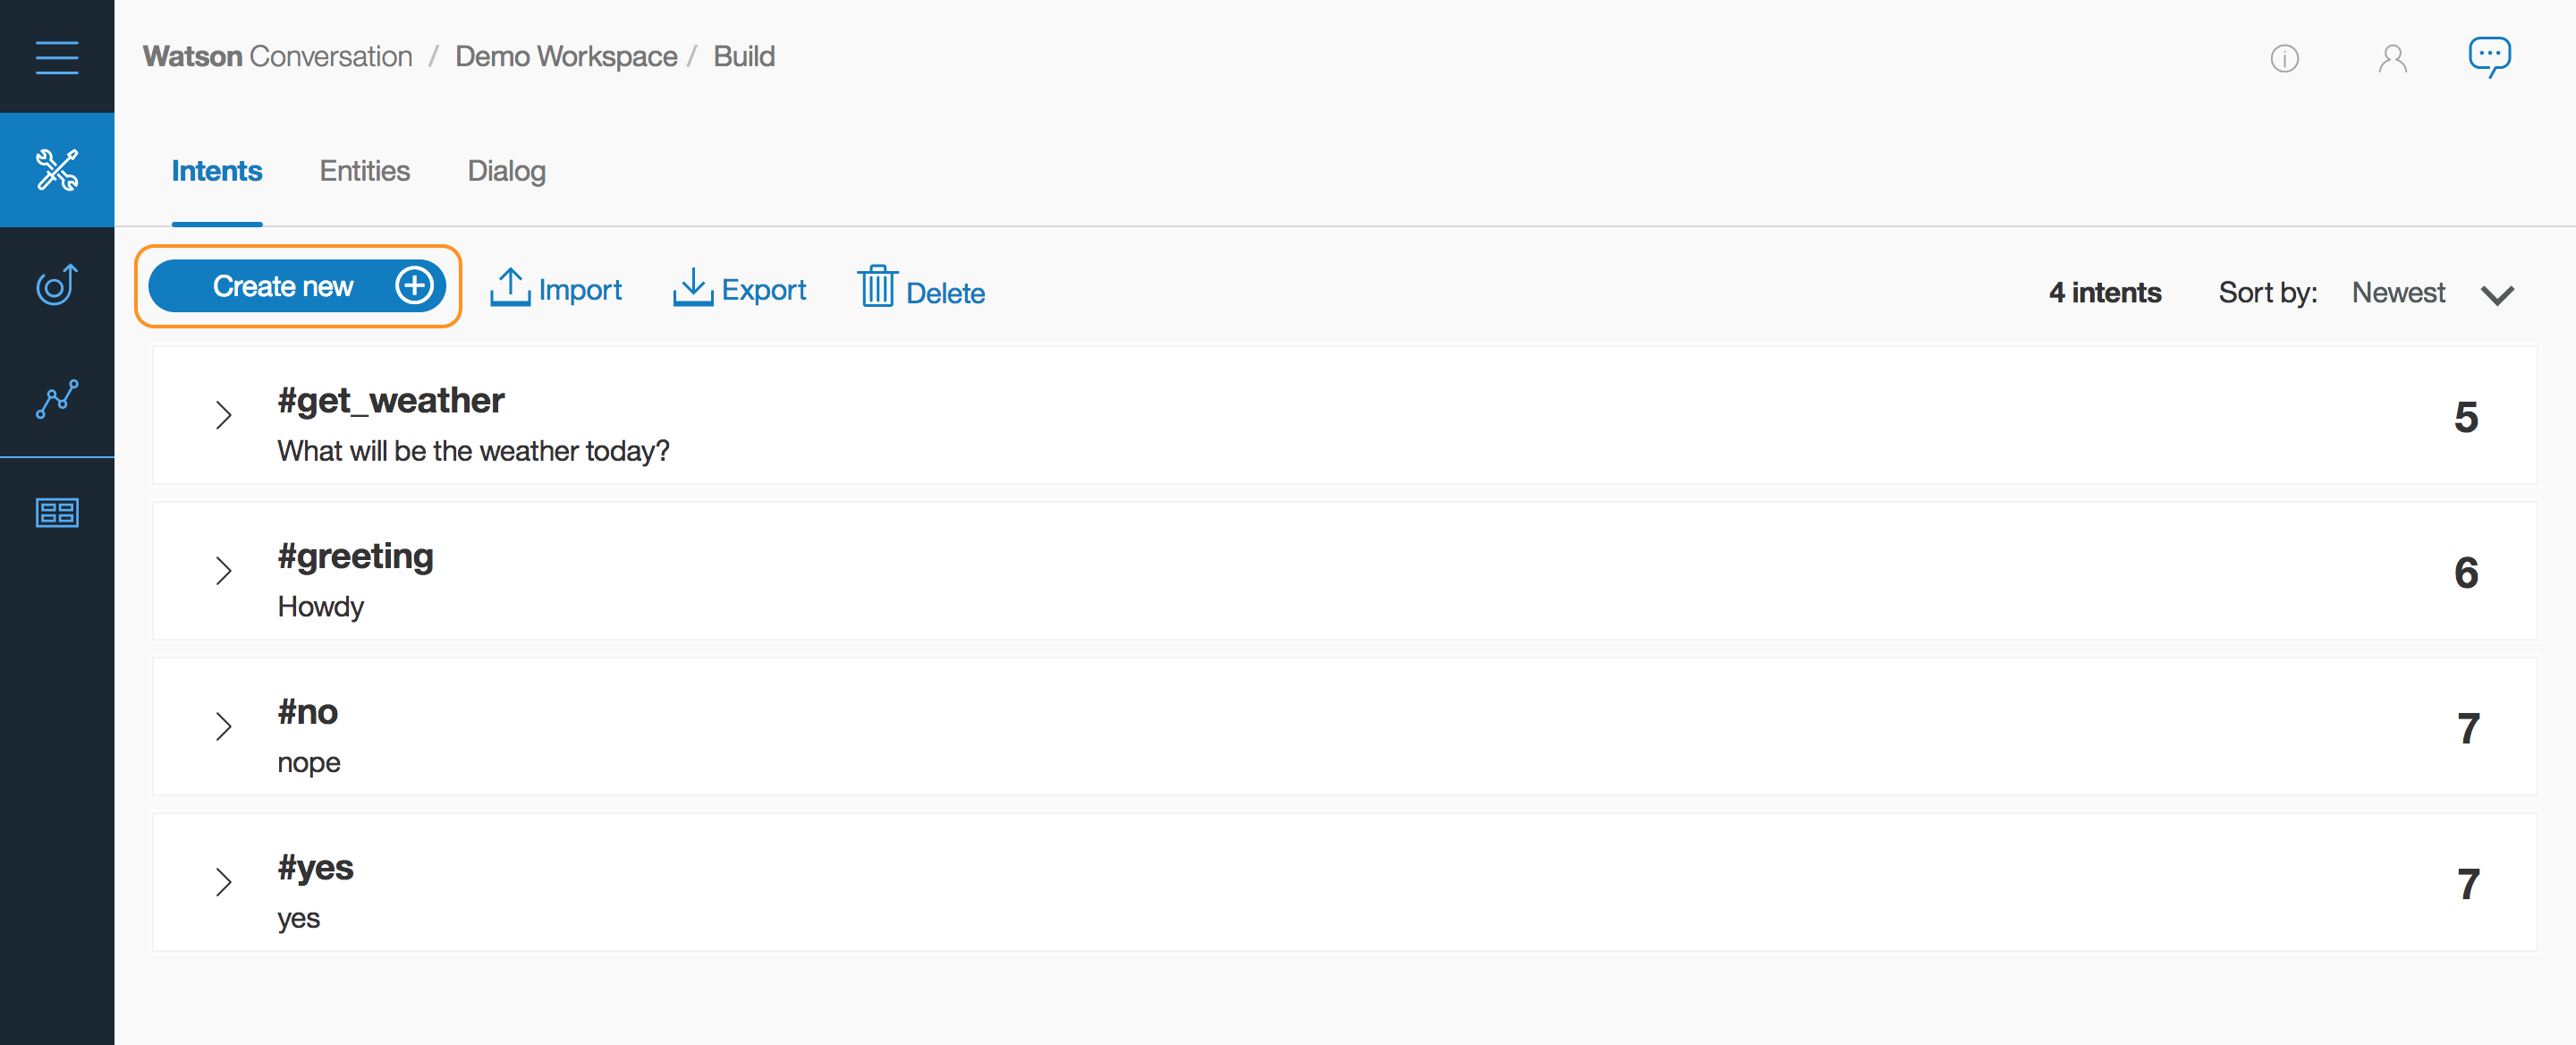 Watson Conversation / Demo Workspace / Build
Intents Entities Dialog
Create new Import Export Delete 4 intents Sort by: Newest
#get_weather
What will be the weather today?
5
#greeting
Howdy
6
#no
nope
7
#yes
yes
7